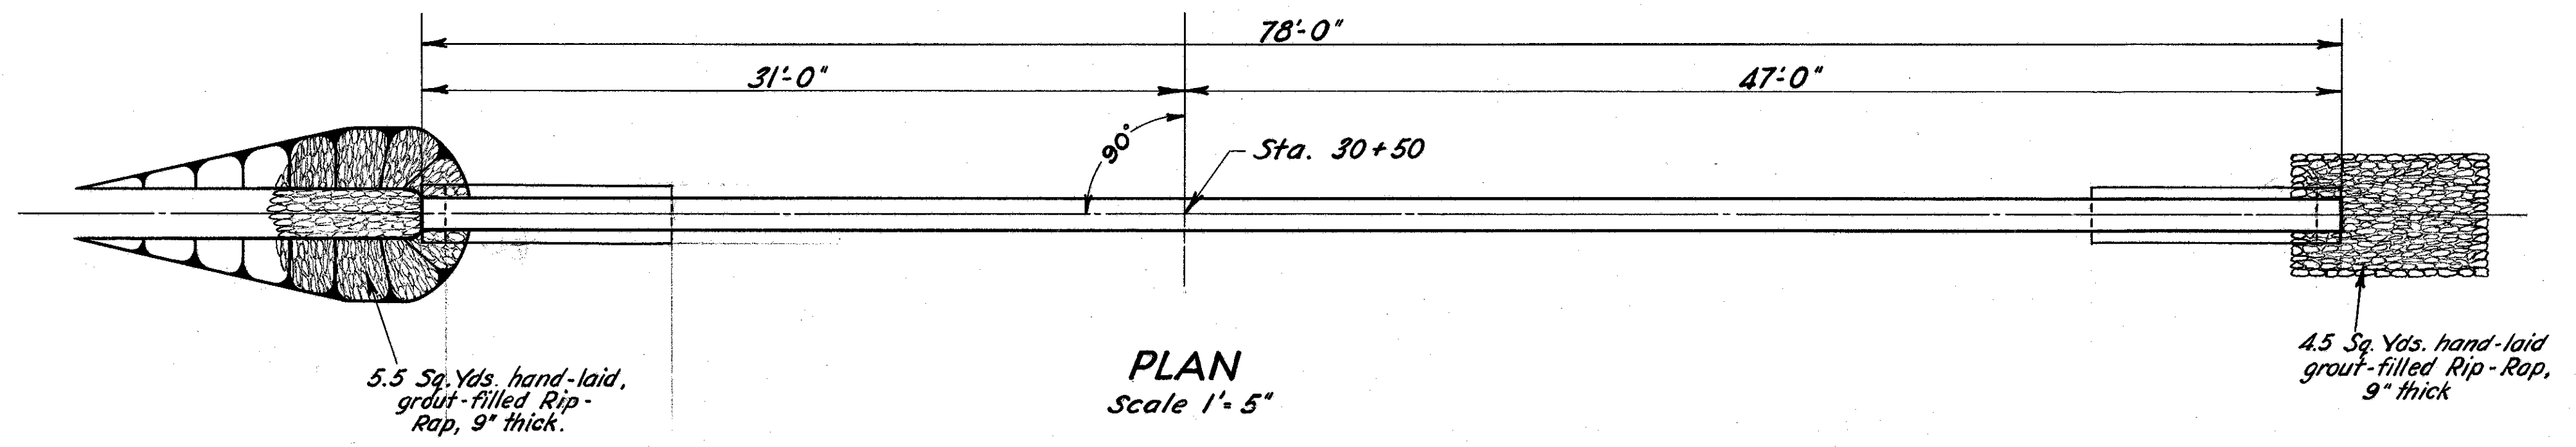 78'-0"
31'-0"
47'-0"
90°
Sta. 30+50
5.5 Sq. Yds. hand-laid,
grout-filled Rip-
Rap, 9" thick.
PLAN
Scale 1'= 5"
4.5 Sq. Yds. hand-laid
grout-filled Rip-Rap,
9" thick